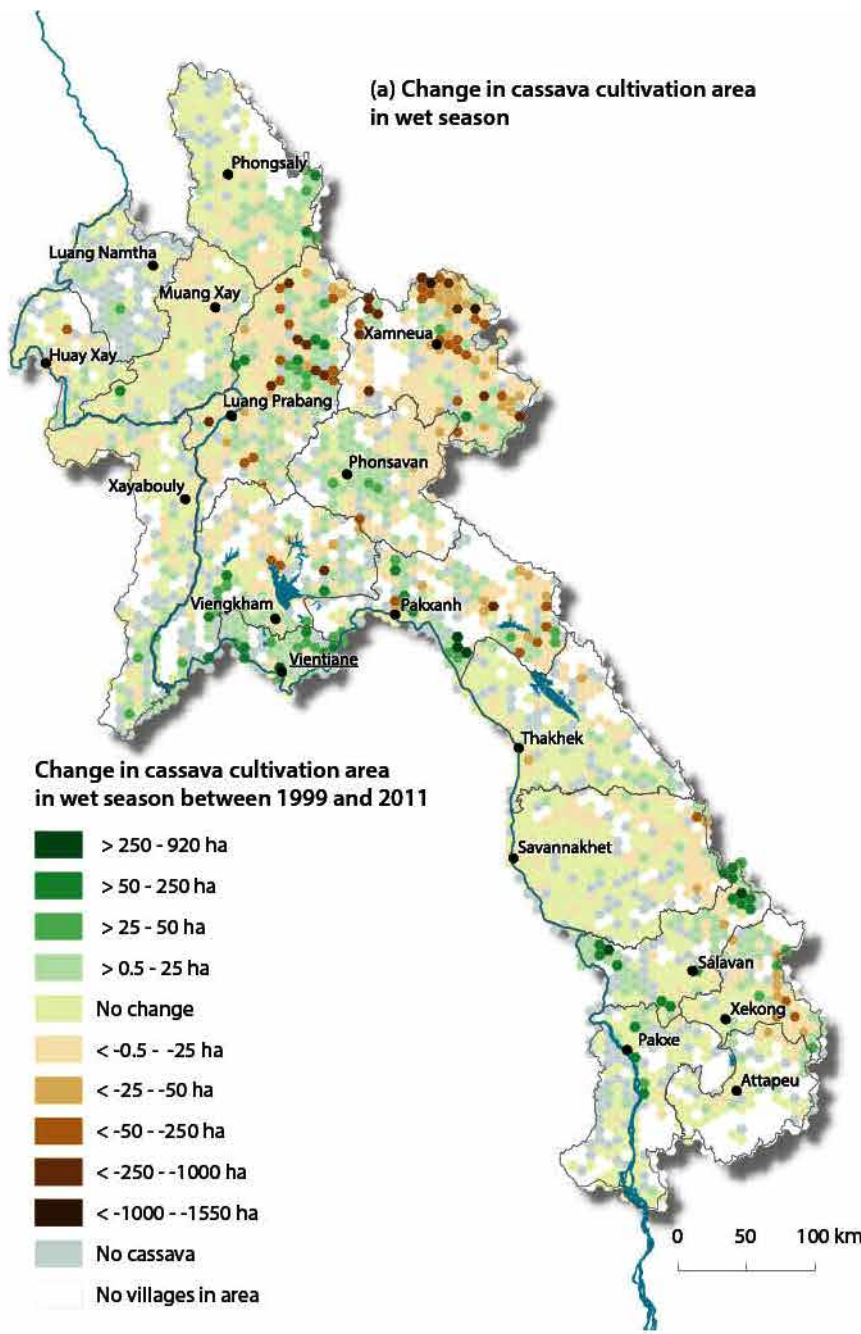 (a) Change in cassava cultivation area
in wet season
Phongsaly
Luang Namtha
Muang Xay
Xamneua
Huay Xay
Luang Prabang
Phonsavan
Xayabouly
Viengkham
Pakxanh
Vientiane
Thakhek
Change in cassava cultivation area
in wet season between 1999 and 2011
> 250 - 920 ha
Savannakhet
> 50 - 250 ha
> 25 - 50 ha
> 0.5 - 25 ha
Salavan
No change
Xekong
< -0.5 - -25 ha
Pakxe
< -25 - -50 ha
Attapeu
< -50 - -250 ha
< -250 - -1000 ha
< -1000 - -1550 ha
No cassava
0 50 100 km
No villages in area